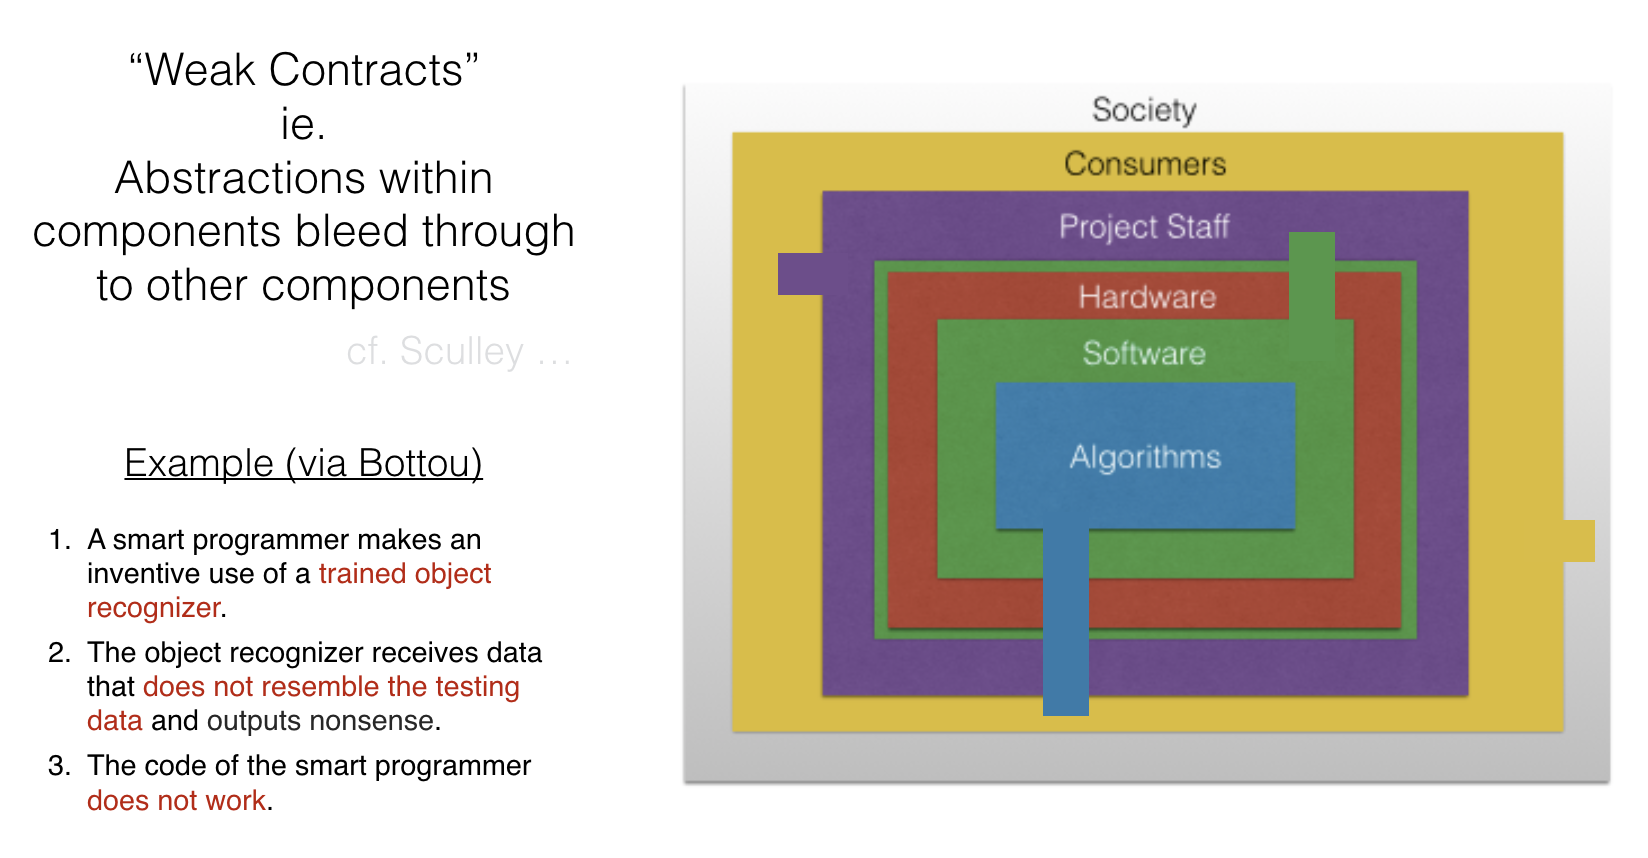 “Weak Contracts”
ie.
Abstractions within
components bleed through
to other components
cf. Sculley …
Example (via Bottou)
1. A smart programmer makes an
inventive use of a trained object
recognizer.
2. The object recognizer receives data
that does not resemble the testing
data and outputs nonsense.
3. The code of the smart programmer
does not work.
Society
Consumers
Project Staff
Hardware
Software
Algorithms